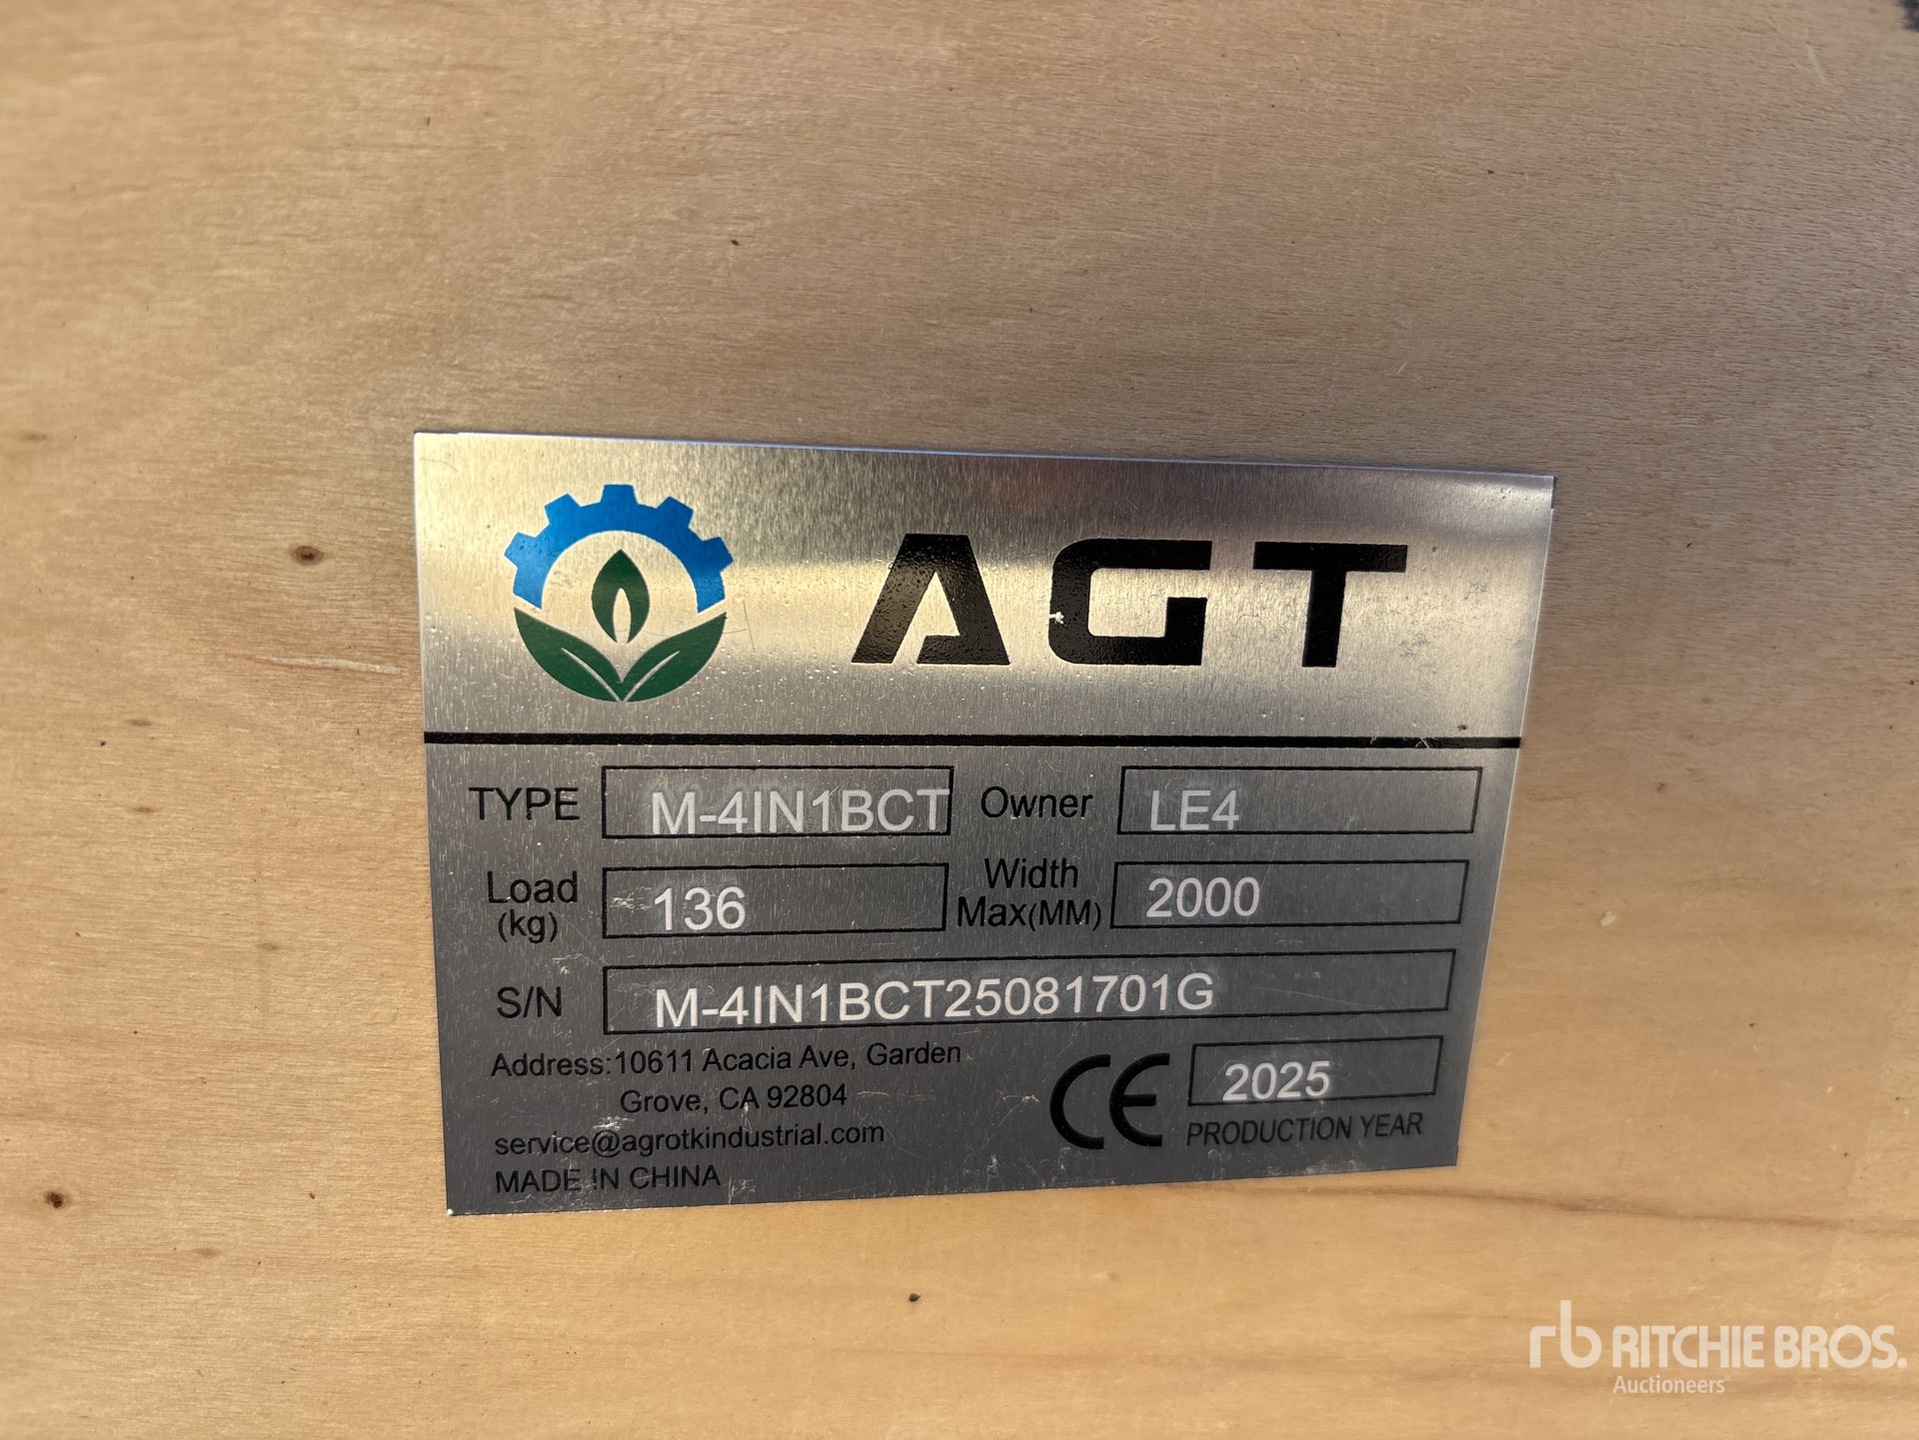 AGT
TYPE M-4IN1BCT Owner LE4
Load (kg) 136 Width Max(MM) 2000
S/N M-4IN1BCT25081701G
Address:10611 Acacia Ave, Garden
Grove, CA 92804
service@agrotkindustrial.com
MADE IN CHINA
CE 2025
PRODUCTION YEAR
rb RITCHIE BROS.
Auctioneers